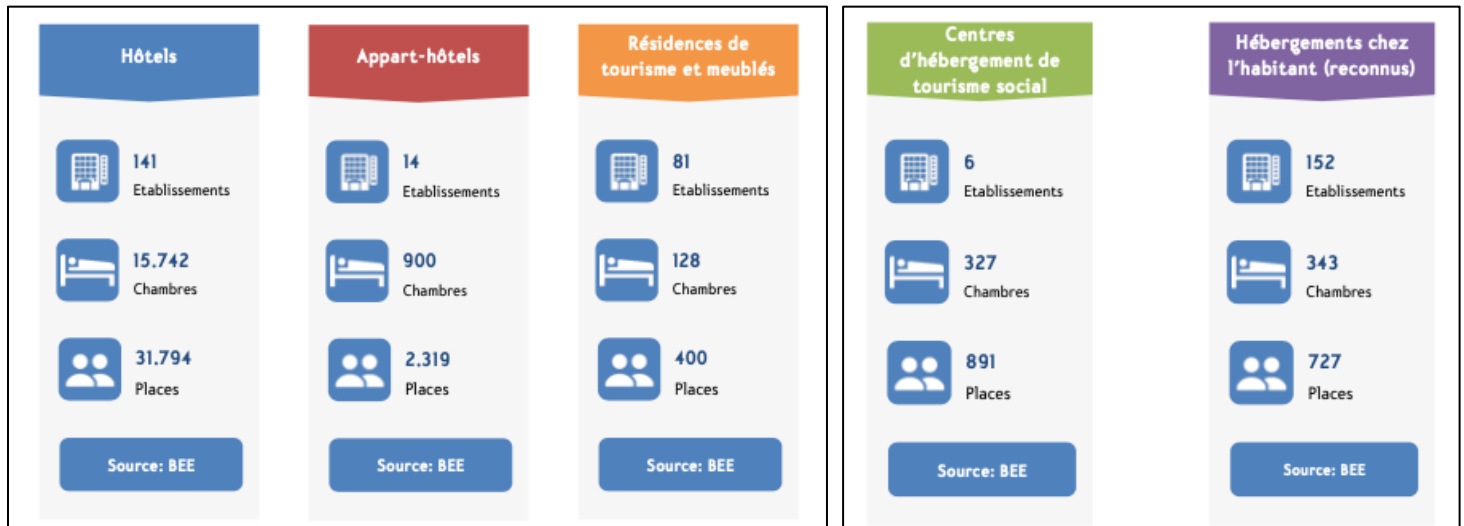 Hôtels
141
Etablissements
15.742
Chambres
31.794
Places
Source: BEE
Appart-hôtels
14
Etablissements
900
Chambres
2.319
Places
Source: BEE
Résidences de
tourisme et meublés
81
Etablissements
128
Chambres
400
Places
Source: BEE
Centres
d'hébergement de
tourisme social
6
Etablissements
327
Chambres
891
Places
Source: BEE
Hébergements chez
l'habitant (reconnus)
152
Etablissements
343
Chambres
727
Places
Source: BEE